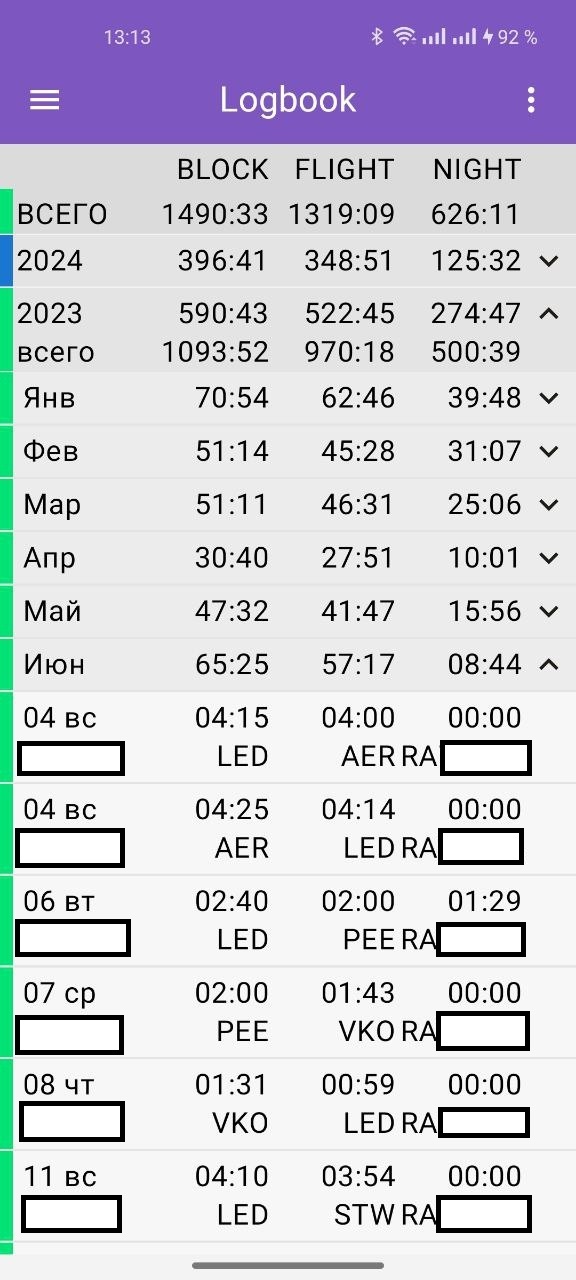 13:13 92 %
Logbook
BLOCK FLIGHT NIGHT
ВСЕГО 1490:33 1319:09 626:11
2024 396:41 348:51 125:32
2023 590:43 522:45 274:47
всего 1093:52 970:18 500:39
Янв 70:54 62:46 39:48
Фев 51:14 45:28 31:07
Мар 51:11 46:31 25:06
Апр 30:40 27:51 10:01
Май 47:32 41:47 15:56
Июн 65:25 57:17 08:44
04 вс 04:15 04:00 00:00
LED AER RA
04 вс 04:25 04:14 00:00
AER LED RA
06 вт 02:40 02:00 01:29
LED PEE RA
07 ср 02:00 01:43 00:00
PEE VKO RA
08 чт 01:31 00:59 00:00
VKO LED RA
11 вс 04:10 03:54 00:00
LED STW RA